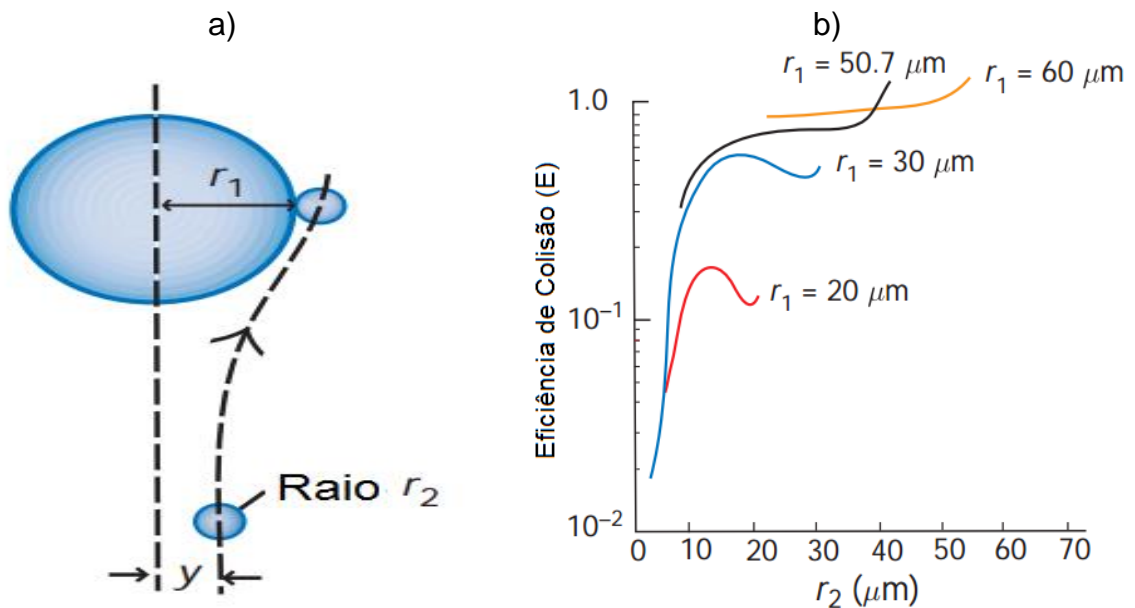 a)
r₁
Raio r₂
y
b)
r₁ = 50.7 μm
r₁ = 60 μm
r₁ = 30 μm
r₁ = 20 μm
Eficiência de Colisão (E)
1.0
10⁻¹
10⁻²
0 10 20 30 40 50 60 70
r₂ (μm)